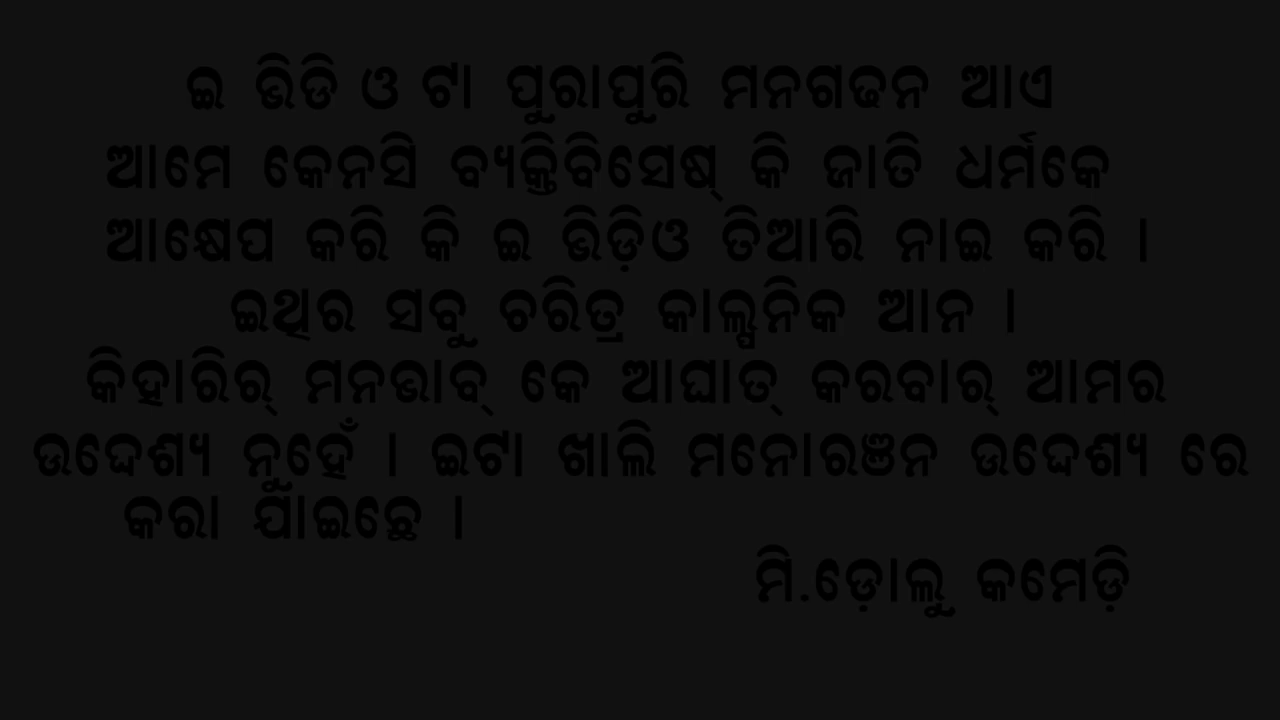 ଇ ଭିଡି ଓ ଟା ପୁରାପୁରି ମନଗଢନ ଆଏ
ଆମେ କେନସି ବ୍ୟକ୍ତିବିସେଷ୍ କି ଜାତି ଧର୍ମକେ
ଆକ୍ଷେପ କରି କି ଇ ଭିଡ଼ିଓ ତିଆରି ନାଇ କରି ।
ଇଥିର ସବୁ ଚରିତ୍ର କାଲ୍ପନିକ ଆନ ।
କିହାରିର୍ ମନଭାବ୍ କେ ଆଘାତ୍ କରବାର୍ ଆମର
ଉଦ୍ଦେଶ୍ୟ ନୁହେଁ । ଇଟା ଖାଲି ମନୋରଞ୍ଜନ ଉଦ୍ଦେଶ୍ୟ ରେ
କରା ଯାଇଛେ ।
ମି.ଡ଼ୋଲୁ କମେଡ଼ି